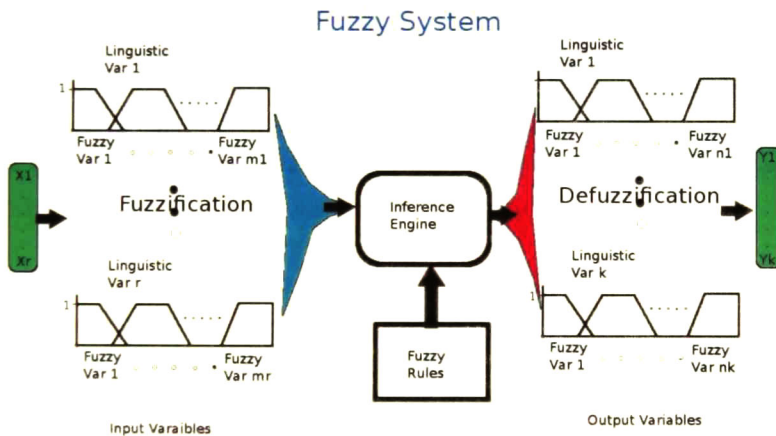 Fuzzy System
Linguistic
Var 1
1
Fuzzy
Var 1
Fuzzy
Var m1
X1
Xr
Fuzzification
Linguistic
Var r
1
Fuzzy
Var 1
Fuzzy
Var mr
Input Varaibles
Inference
Engine
Fuzzy
Rules
Linguistic
Var 1
1
Fuzzy
Var 1
Fuzzy
Var n1
Defuzzification
Y1
Yk
Linguistic
Var k
1
Fuzzy
Var 1
Fuzzy
Var nk
Output Variables